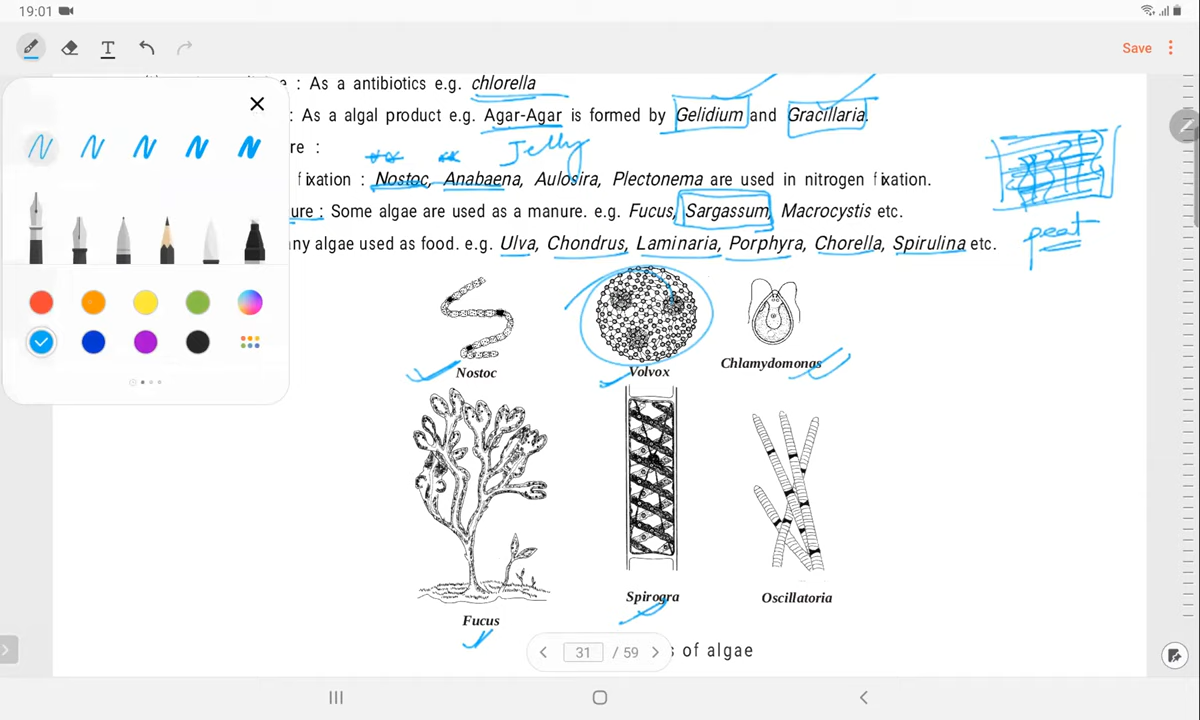 19:01
T
Save
: As a antibiotics e.g. chlorella
: As a algal product e.g. Agar-Agar is formed by Gelidium and Gracillaria.
re :
Jelly
fixation : Nostoc, Anabaena, Aulosira, Plectonema are used in nitrogen fixation.
ure : Some algae are used as a manure. e.g. Fucus, Sargassum, Macrocystis etc.
peat
ny algae used as food. e.g. Ulva, Chondrus, Laminaria, Porphyra, Chorella, Spirulina etc.
Nostoc
Volvox
Chlamydomonas
Fucus
Spirogra
Oscillatoria
31 / 59
of algae